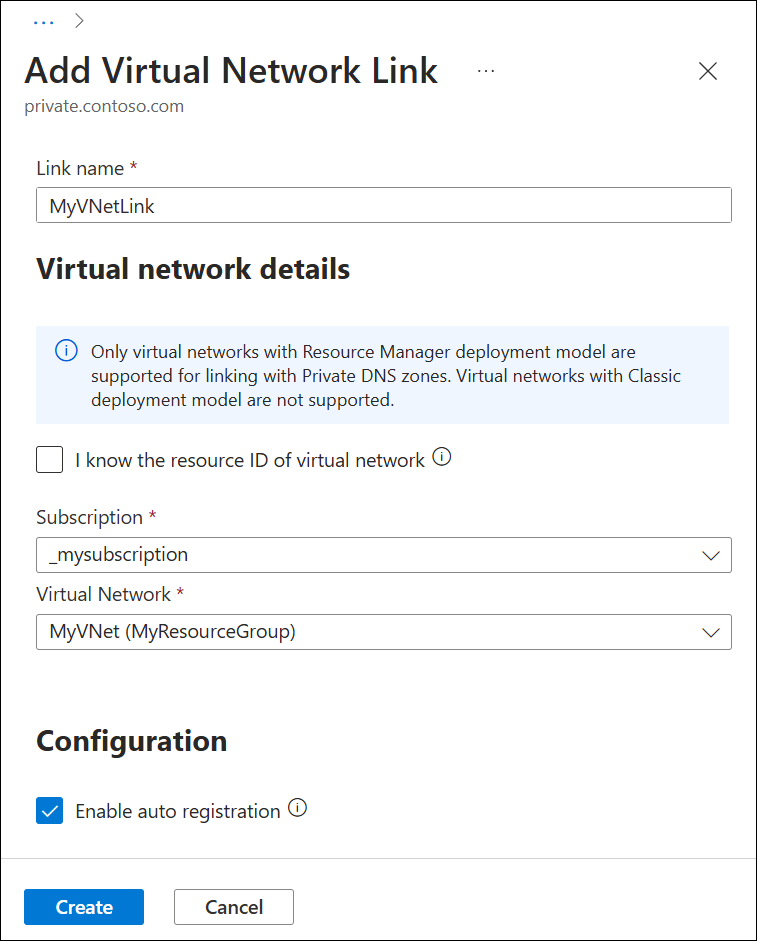 ...
Add Virtual Network Link ...
private.contoso.com
Link name *
MyVNetLink
Virtual network details
Only virtual networks with Resource Manager deployment model are
supported for linking with Private DNS zones. Virtual networks with Classic
deployment model are not supported.
I know the resource ID of virtual network
Subscription *
_mysubscription
Virtual Network *
MyVNet (MyResourceGroup)
Configuration
Enable auto registration
Create Cancel